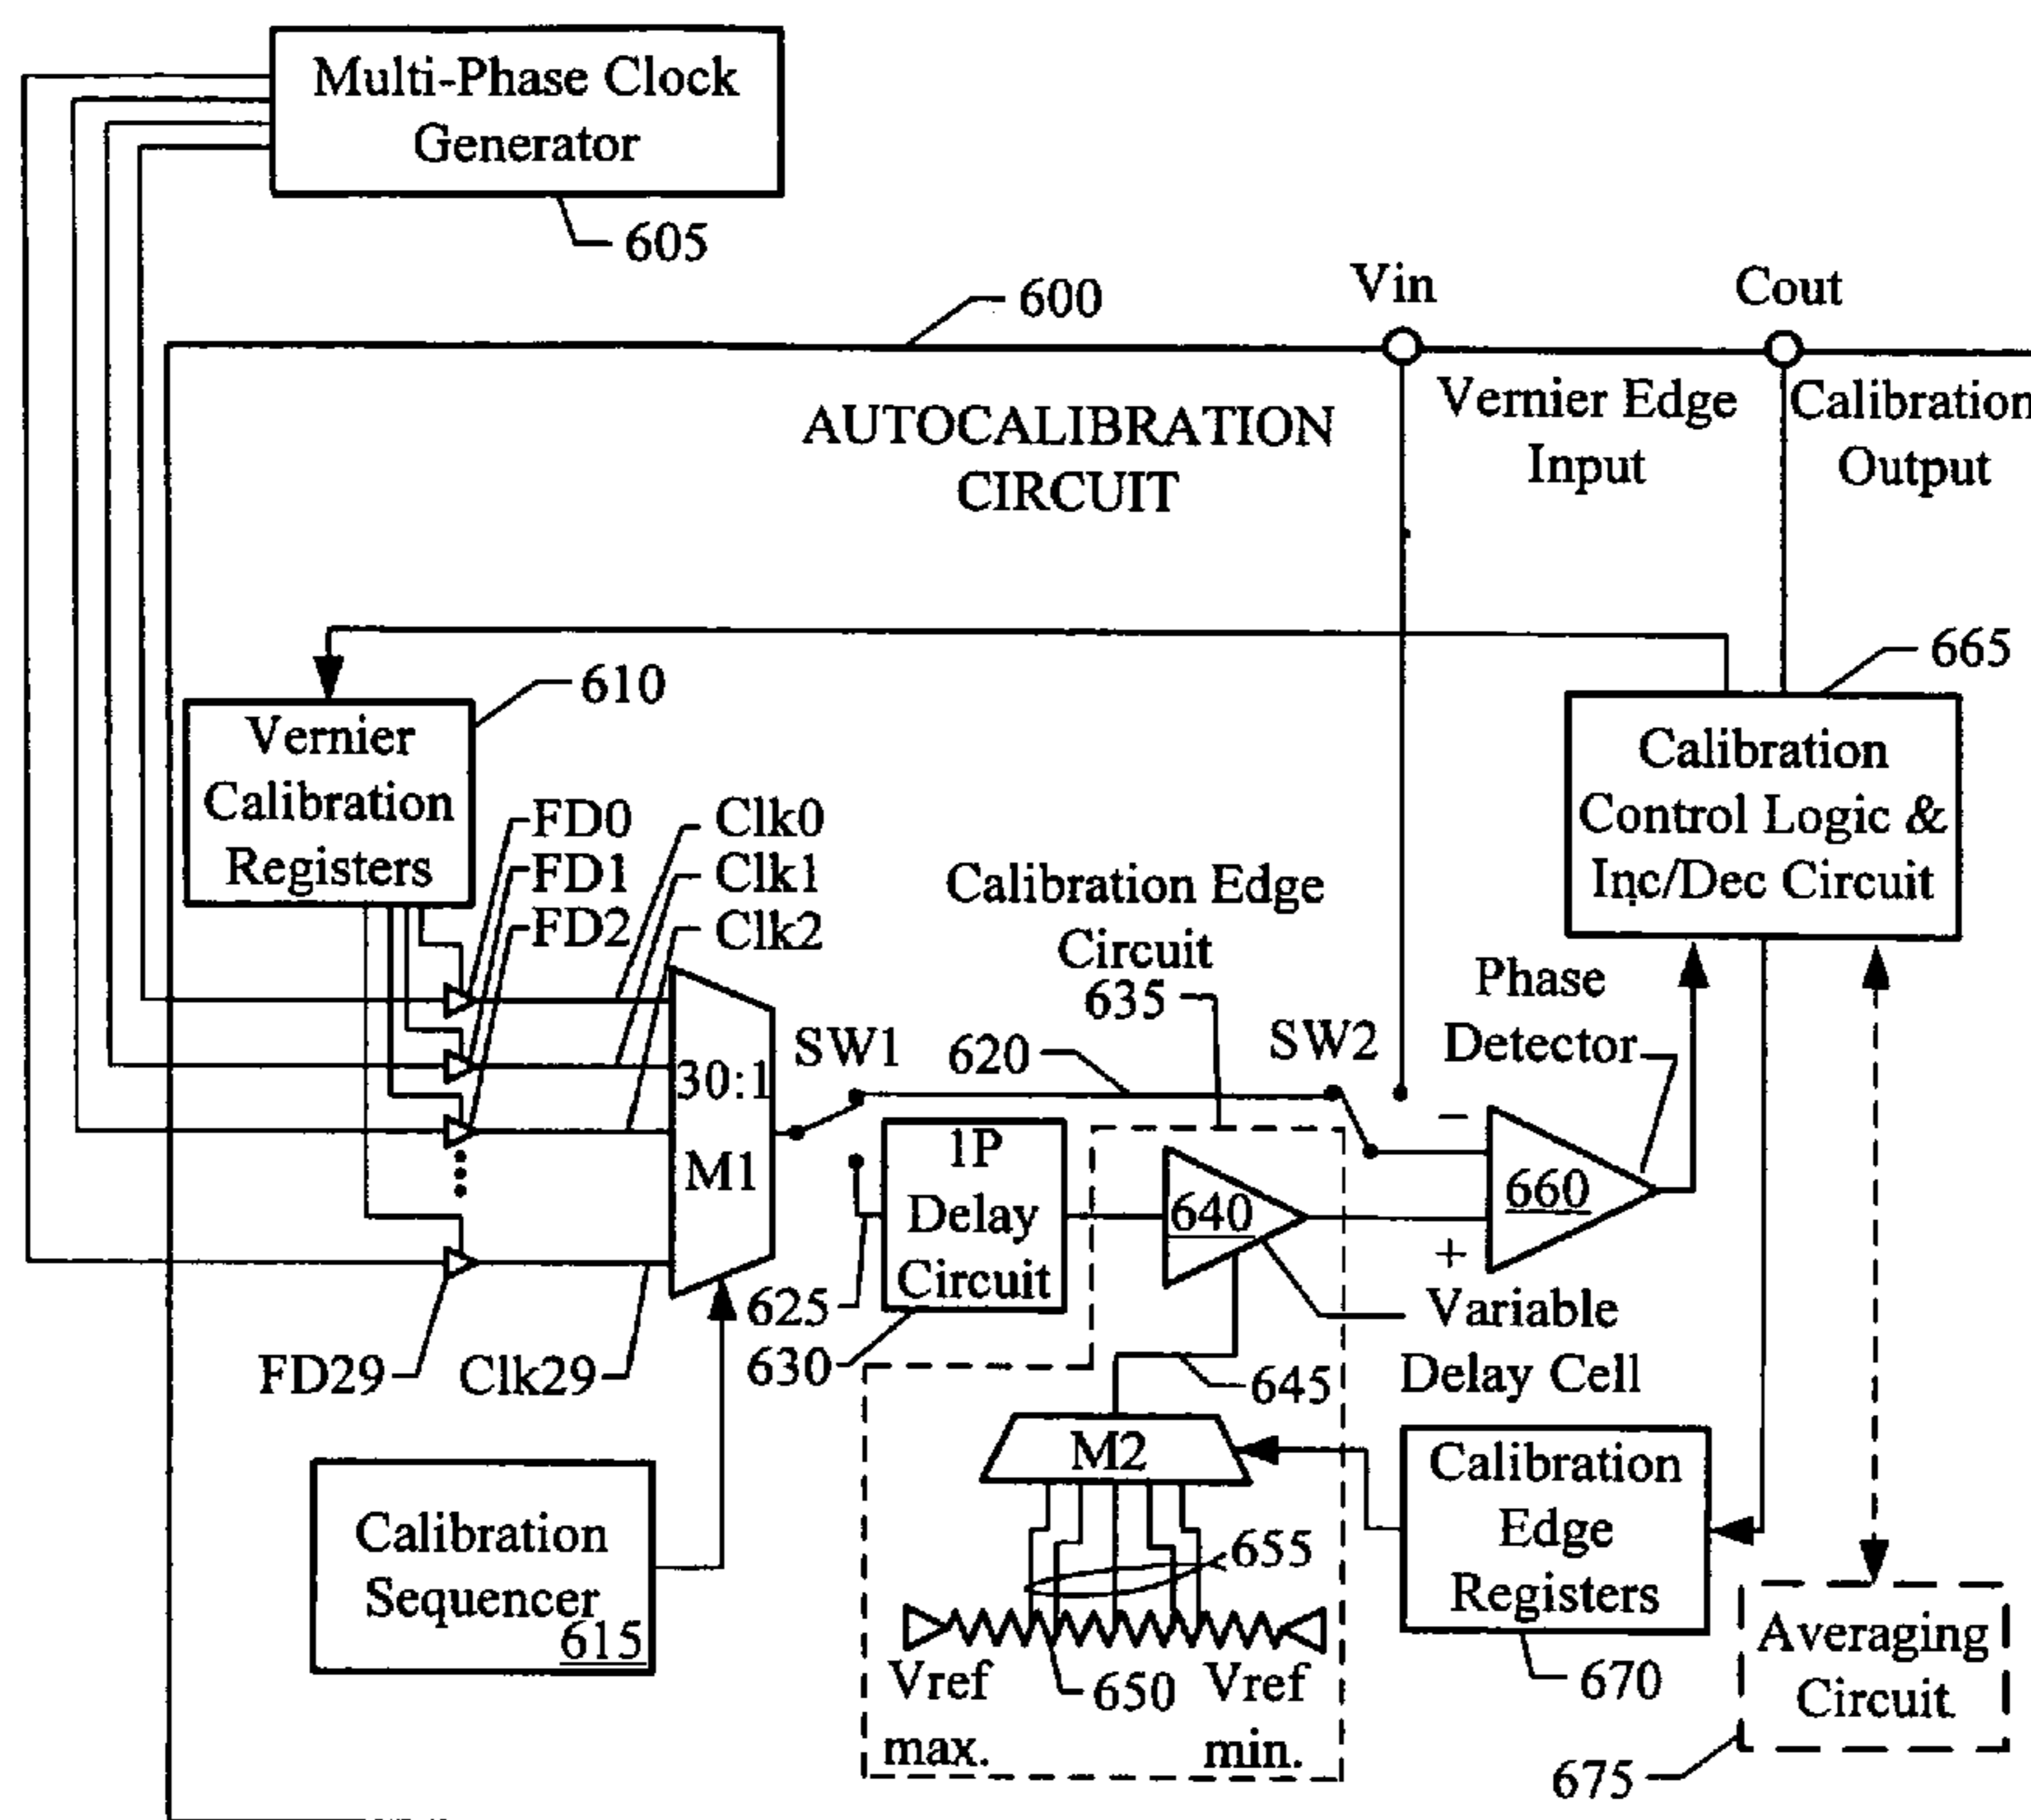 Multi-Phase Clock
Generator
605
600
Vin
Cout
AUTOCALIBRATION
CIRCUIT
Vernier Edge
Input
Calibration
Output
665
610
Vernier
Calibration
Registers
FD0
FD1
FD2
Clk0
Clk1
Clk2
Calibration
Control Logic &
Inc/Dec Circuit
Calibration Edge
Circuit
635
Phase
Detector
SW1
620
SW2
30:1
M1
1P
Delay
Circuit
640
−
660
+
625
630
Variable
Delay Cell
FD29
Clk29
645
M2
Calibration
Sequencer
615
655
Calibration
Edge
Registers
Vref
max.
650
Vref
min.
670
Averaging
Circuit
675